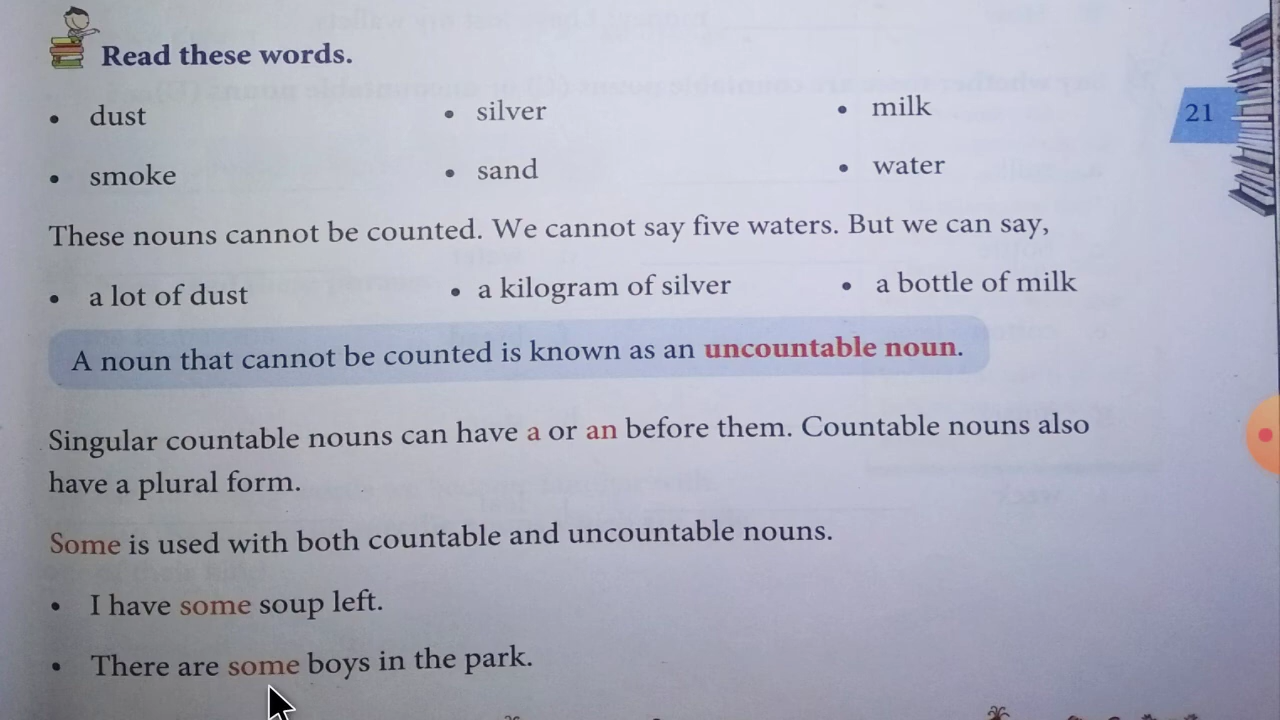 Read these words.
• dust • silver • milk
21
• smoke • sand • water
These nouns cannot be counted. We cannot say five waters. But we can say,
• a lot of dust • a kilogram of silver • a bottle of milk
A noun that cannot be counted is known as an uncountable noun.
Singular countable nouns can have a or an before them. Countable nouns also
have a plural form.
Some is used with both countable and uncountable nouns.
• I have some soup left.
• There are some boys in the park.